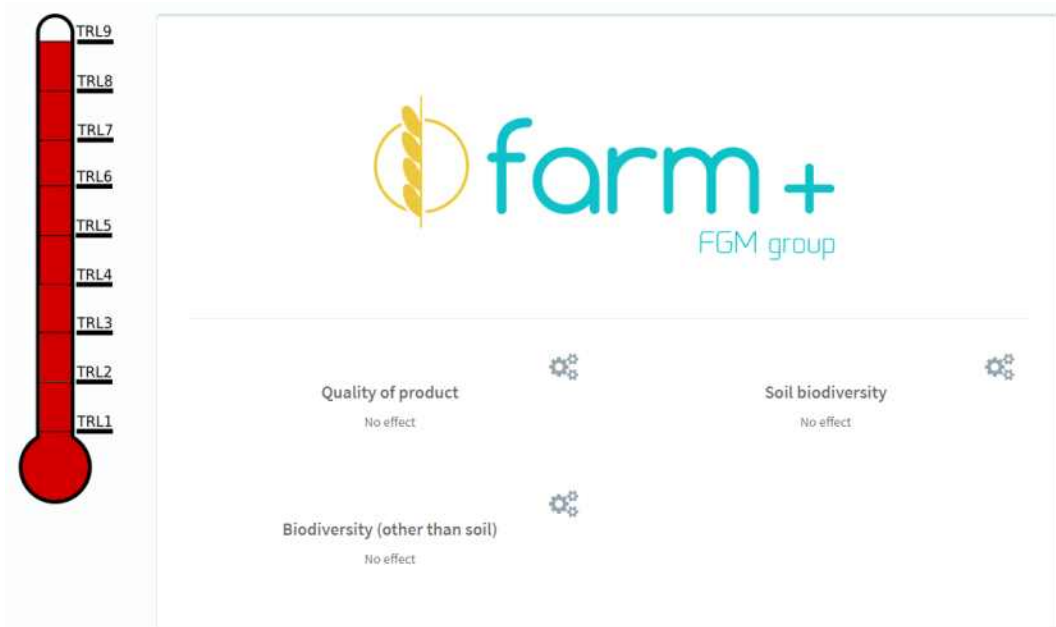 TRL9
TRL8
TRL7
TRL6
TRL5
TRL4
TRL3
TRL2
TRL1
farm +
FGM group
Quality of product
No effect
Soil biodiversity
No effect
Biodiversity (other than soil)
No effect